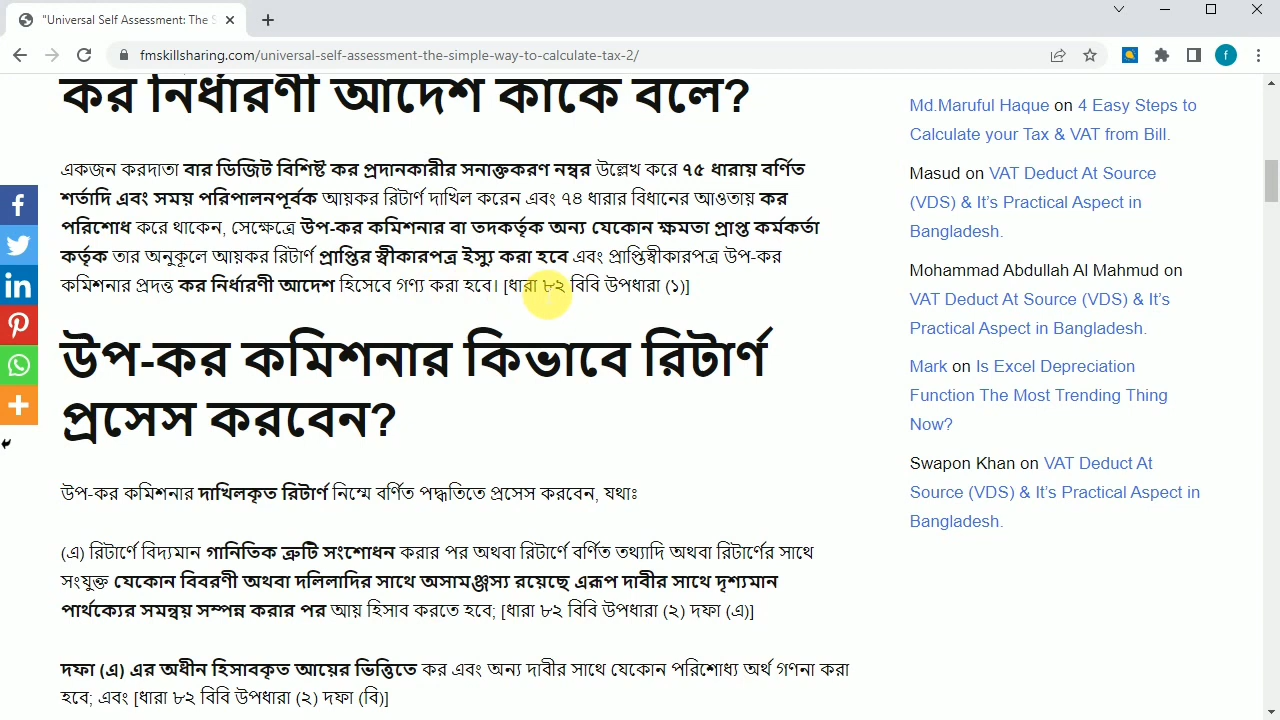 "Universal Self Assessment: The S
fmskillsharing.com/universal-self-assessment-the-simple-way-to-calculate-tax-2/
f
কর নির্ধারণী আদেশ কাকে বলে?
একজন করদাতা বার ডিজিট বিশিষ্ট কর প্রদানকারীর সনাক্তকরণ নম্বর উল্লেখ করে ৭৫ ধারায় বর্ণিত
শর্তাদি এবং সময় পরিপালনপূর্বক আয়কর রিটার্ণ দাখিল করেন এবং ৭৪ ধারার বিধানের আওতায় কর
পরিশোধ করে থাকেন, সেক্ষেত্রে উপ-কর কমিশনার বা তদকর্তৃক অন্য যেকোন ক্ষমতা প্রাপ্ত কর্মকর্তা
কর্তৃক তার অনুকূলে আয়কর রিটার্ণ প্রাপ্তির স্বীকারপত্র ইস্যু করা হবে এবং প্রাপ্তিস্বীকারপত্র উপ-কর
কমিশনার প্রদত্ত কর নির্ধারণী আদেশ হিসেবে গণ্য করা হবে। [ধারা ৮২ বিবি উপধারা (১)]
উপ-কর কমিশনার কিভাবে রিটার্ণ
প্রসেস করবেন?
উপ-কর কমিশনার দাখিলকৃত রিটার্ণ নিম্মে বর্ণিত পদ্ধতিতে প্রসেস করবেন, যথাঃ
(এ) রিটার্ণে বিদ্যমান গানিতিক ত্রুটি সংশোধন করার পর অথবা রিটার্ণে বর্ণিত তথ্যাদি অথবা রিটার্ণের সাথে
সংযুক্ত যেকোন বিবরণী অথবা দলিলাদির সাথে অসামঞ্জস্য রয়েছে এরূপ দাবীর সাথে দৃশ্যমান
পার্থক্যের সমন্বয় সম্পন্ন করার পর আয় হিসাব করতে হবে; [ধারা ৮২ বিবি উপধারা (২) দফা (এ)]
দফা (এ) এর অধীন হিসাবকৃত আয়ের ভিত্তিতে কর এবং অন্য দাবীর সাথে যেকোন পরিশোধ্য অর্থ গণনা করা
হবে; এবং [ধারা ৮২ বিবি উপধারা (২) দফা (বি)]
Md.Maruful Haque on 4 Easy Steps to
Calculate your Tax & VAT from Bill.
Masud on VAT Deduct At Source
(VDS) & It's Practical Aspect in
Bangladesh.
Mohammad Abdullah Al Mahmud on
VAT Deduct At Source (VDS) & It's
Practical Aspect in Bangladesh.
Mark on Is Excel Depreciation
Function The Most Trending Thing
Now?
Swapon Khan on VAT Deduct At
Source (VDS) & It's Practical Aspect in
Bangladesh.